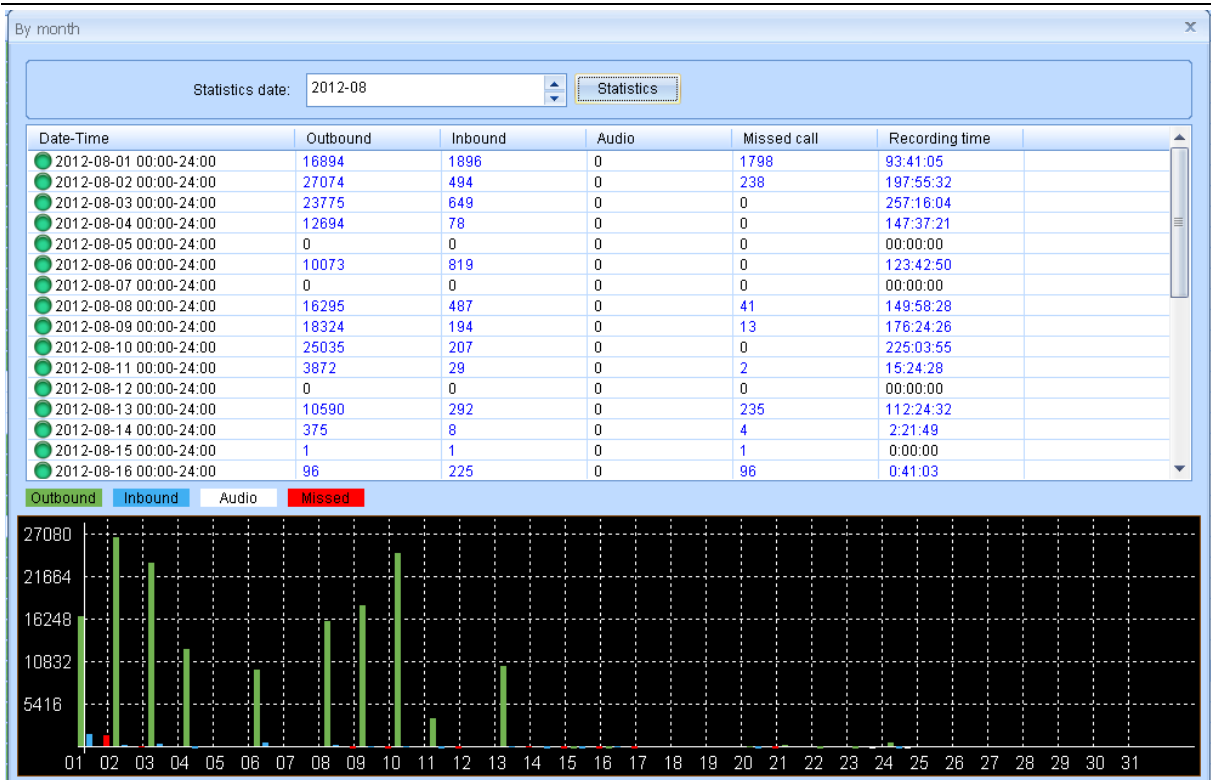 By month x
Statistics date: 2012-08 Statistics
Date-Time Outbound Inbound Audio Missed call Recording time
2012-08-01 00:00-24:00 16894 1896 0 1798 93:41:05
2012-08-02 00:00-24:00 27074 494 0 238 197:55:32
2012-08-03 00:00-24:00 23775 649 0 0 257:16:04
2012-08-04 00:00-24:00 12694 78 0 0 147:37:21
2012-08-05 00:00-24:00 0 0 0 0 00:00:00
2012-08-06 00:00-24:00 10073 819 0 0 123:42:50
2012-08-07 00:00-24:00 0 0 0 0 00:00:00
2012-08-08 00:00-24:00 16295 487 0 41 149:58:28
2012-08-09 00:00-24:00 18324 194 0 13 176:24:26
2012-08-10 00:00-24:00 25035 207 0 0 225:03:55
2012-08-11 00:00-24:00 3872 29 0 2 15:24:28
2012-08-12 00:00-24:00 0 0 0 0 00:00:00
2012-08-13 00:00-24:00 10590 292 0 235 112:24:32
2012-08-14 00:00-24:00 375 8 0 4 2:21:49
2012-08-15 00:00-24:00 1 1 0 1 0:00:00
2012-08-16 00:00-24:00 96 225 0 96 0:41:03
Outbound Inbound Audio Missed
27080
21664
16248
10832
5416
01 02 03 04 05 06 07 08 09 10 11 12 13 14 15 16 17 18 19 20 21 22 23 24 25 26 27 28 29 30 31